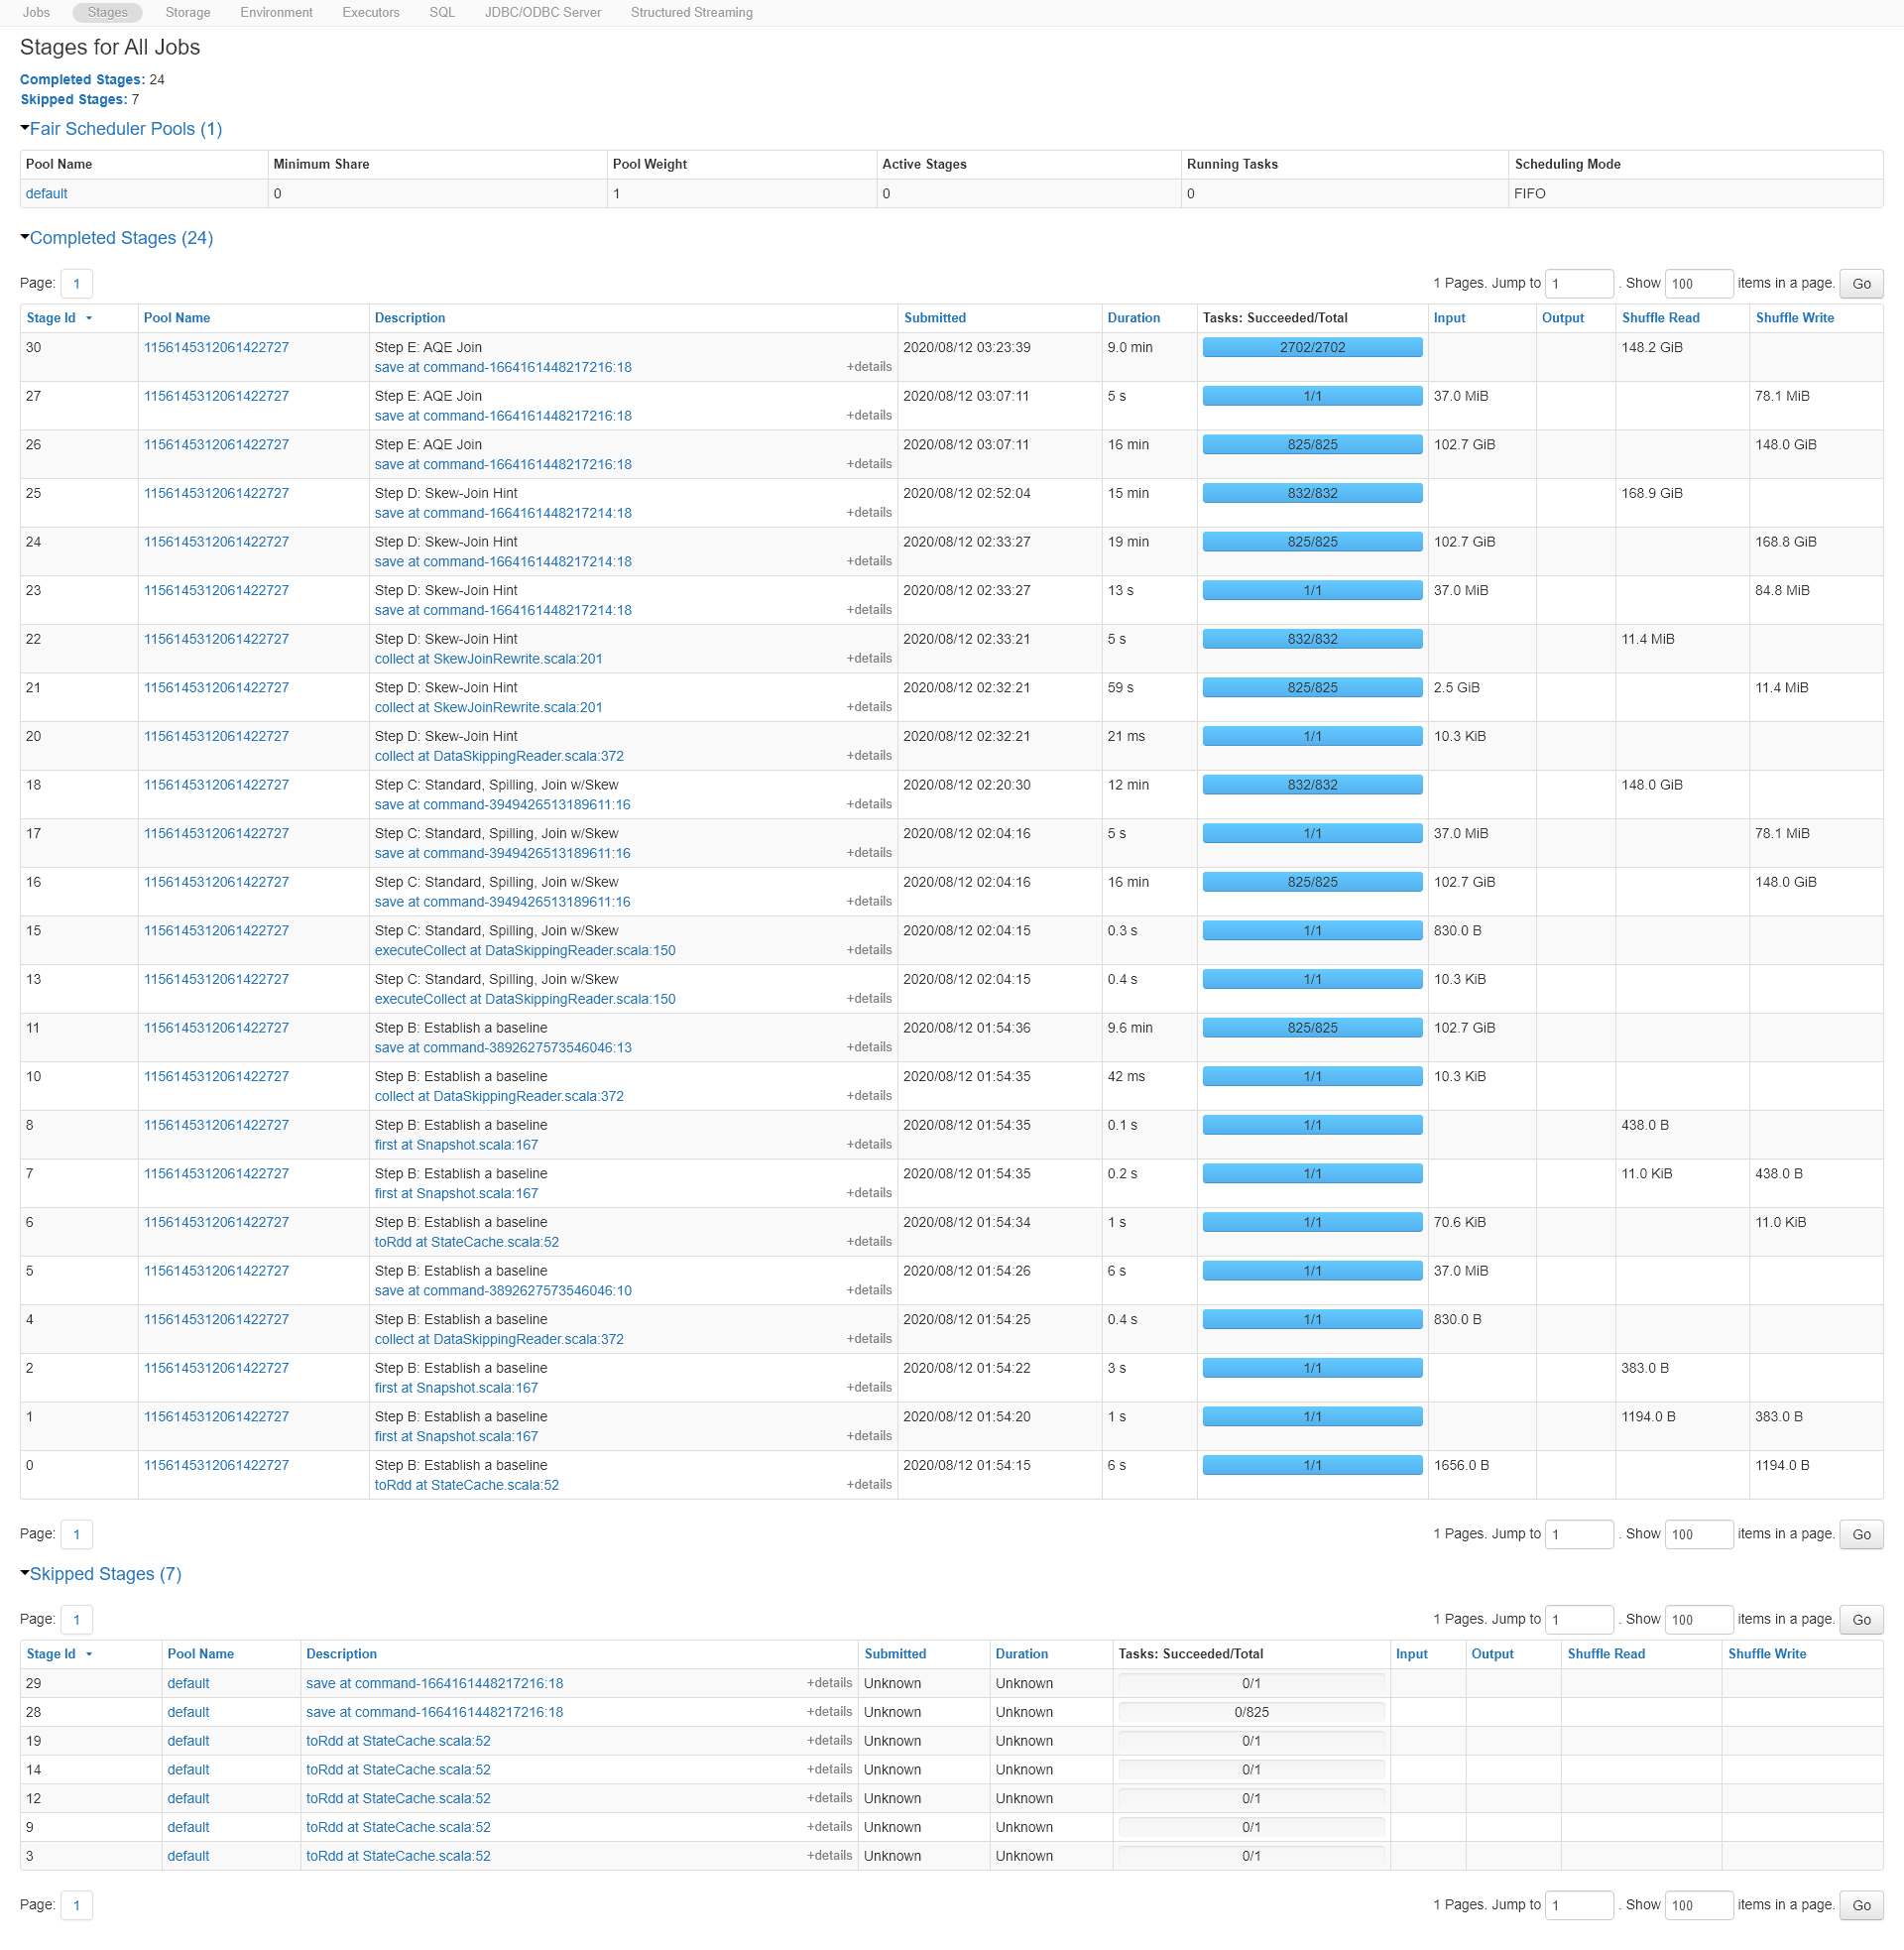 Jobs Stages Storage Environment Executors SQL JDBC/ODBC Server Structured Streaming
Stages for All Jobs
Completed Stages: 24
Skipped Stages: 7
Fair Scheduler Pools (1)
Pool Name Minimum Share Pool Weight Active Stages Running Tasks Scheduling Mode
default 0 1 0 0 FIFO
Completed Stages (24)
Page: 1 1 Pages. Jump to 1 . Show 100 items in a page. Go
Stage Id Pool Name Description Submitted Duration Tasks: Succeeded/Total Input Output Shuffle Read Shuffle Write
30 1156145312061422727 Step E: AQE Join 2020/08/12 03:23:39 9.0 min 2702/2702 148.2 GiB
save at command-1664161448217216:18 +details
27 1156145312061422727 Step E: AQE Join 2020/08/12 03:07:11 5 s 1/1 37.0 MiB 78.1 MiB
save at command-1664161448217216:18 +details
26 1156145312061422727 Step E: AQE Join 2020/08/12 03:07:11 16 min 825/825 102.7 GiB 148.0 GiB
save at command-1664161448217216:18 +details
25 1156145312061422727 Step D: Skew-Join Hint 2020/08/12 02:52:04 15 min 832/832 168.9 GiB
save at command-1664161448217214:18 +details
24 1156145312061422727 Step D: Skew-Join Hint 2020/08/12 02:33:27 19 min 825/825 102.7 GiB 168.8 GiB
save at command-1664161448217214:18 +details
23 1156145312061422727 Step D: Skew-Join Hint 2020/08/12 02:33:27 13 s 1/1 37.0 MiB 84.8 MiB
save at command-1664161448217214:18 +details
22 1156145312061422727 Step D: Skew-Join Hint 2020/08/12 02:33:21 5 s 832/832 11.4 MiB
collect at SkewJoinRewrite.scala:201 +details
21 1156145312061422727 Step D: Skew-Join Hint 2020/08/12 02:32:21 59 s 825/825 2.5 GiB 11.4 MiB
collect at SkewJoinRewrite.scala:201 +details
20 1156145312061422727 Step D: Skew-Join Hint 2020/08/12 02:32:21 21 ms 1/1 10.3 KiB
collect at DataSkippingReader.scala:372 +details
18 1156145312061422727 Step C: Standard, Spilling, Join w/Skew 2020/08/12 02:20:30 12 min 832/832 148.0 GiB
save at command-3949426513189611:16 +details
17 1156145312061422727 Step C: Standard, Spilling, Join w/Skew 2020/08/12 02:04:16 5 s 1/1 37.0 MiB 78.1 MiB
save at command-3949426513189611:16 +details
16 1156145312061422727 Step C: Standard, Spilling, Join w/Skew 2020/08/12 02:04:16 16 min 825/825 102.7 GiB 148.0 GiB
save at command-3949426513189611:16 +details
15 1156145312061422727 Step C: Standard, Spilling, Join w/Skew 2020/08/12 02:04:15 0.3 s 1/1 830.0 B
executeCollect at DataSkippingReader.scala:150 +details
13 1156145312061422727 Step C: Standard, Spilling, Join w/Skew 2020/08/12 02:04:15 0.4 s 1/1 10.3 KiB
executeCollect at DataSkippingReader.scala:150 +details
11 1156145312061422727 Step B: Establish a baseline 2020/08/12 01:54:36 9.6 min 825/825 102.7 GiB
save at command-3892627573546046:13 +details
10 1156145312061422727 Step B: Establish a baseline 2020/08/12 01:54:35 42 ms 1/1 10.3 KiB
collect at DataSkippingReader.scala:372 +details
8 1156145312061422727 Step B: Establish a baseline 2020/08/12 01:54:35 0.1 s 1/1 438.0 B
first at Snapshot.scala:167 +details
7 1156145312061422727 Step B: Establish a baseline 2020/08/12 01:54:35 0.2 s 1/1 11.0 KiB 438.0 B
first at Snapshot.scala:167 +details
6 1156145312061422727 Step B: Establish a baseline 2020/08/12 01:54:34 1 s 1/1 70.6 KiB 11.0 KiB
toRdd at StateCache.scala:52 +details
5 1156145312061422727 Step B: Establish a baseline 2020/08/12 01:54:26 6 s 1/1 37.0 MiB
save at command-3892627573546046:10 +details
4 1156145312061422727 Step B: Establish a baseline 2020/08/12 01:54:25 0.4 s 1/1 830.0 B
collect at DataSkippingReader.scala:372 +details
2 1156145312061422727 Step B: Establish a baseline 2020/08/12 01:54:22 3 s 1/1 383.0 B
first at Snapshot.scala:167 +details
1 1156145312061422727 Step B: Establish a baseline 2020/08/12 01:54:20 1 s 1/1 1194.0 B 383.0 B
first at Snapshot.scala:167 +details
0 1156145312061422727 Step B: Establish a baseline 2020/08/12 01:54:15 6 s 1/1 1656.0 B 1194.0 B
toRdd at StateCache.scala:52 +details
Page: 1 1 Pages. Jump to 1 . Show 100 items in a page. Go
Skipped Stages (7)
Page: 1 1 Pages. Jump to 1 . Show 100 items in a page. Go
Stage Id Pool Name Description Submitted Duration Tasks: Succeeded/Total Input Output Shuffle Read Shuffle Write
29 default save at command-1664161448217216:18 +details Unknown Unknown 0/1
28 default save at command-1664161448217216:18 +details Unknown Unknown 0/825
19 default toRdd at StateCache.scala:52 +details Unknown Unknown 0/1
14 default toRdd at StateCache.scala:52 +details Unknown Unknown 0/1
12 default toRdd at StateCache.scala:52 +details Unknown Unknown 0/1
9 default toRdd at StateCache.scala:52 +details Unknown Unknown 0/1
3 default toRdd at StateCache.scala:52 +details Unknown Unknown 0/1
Page: 1 1 Pages. Jump to 1 . Show 100 items in a page. Go